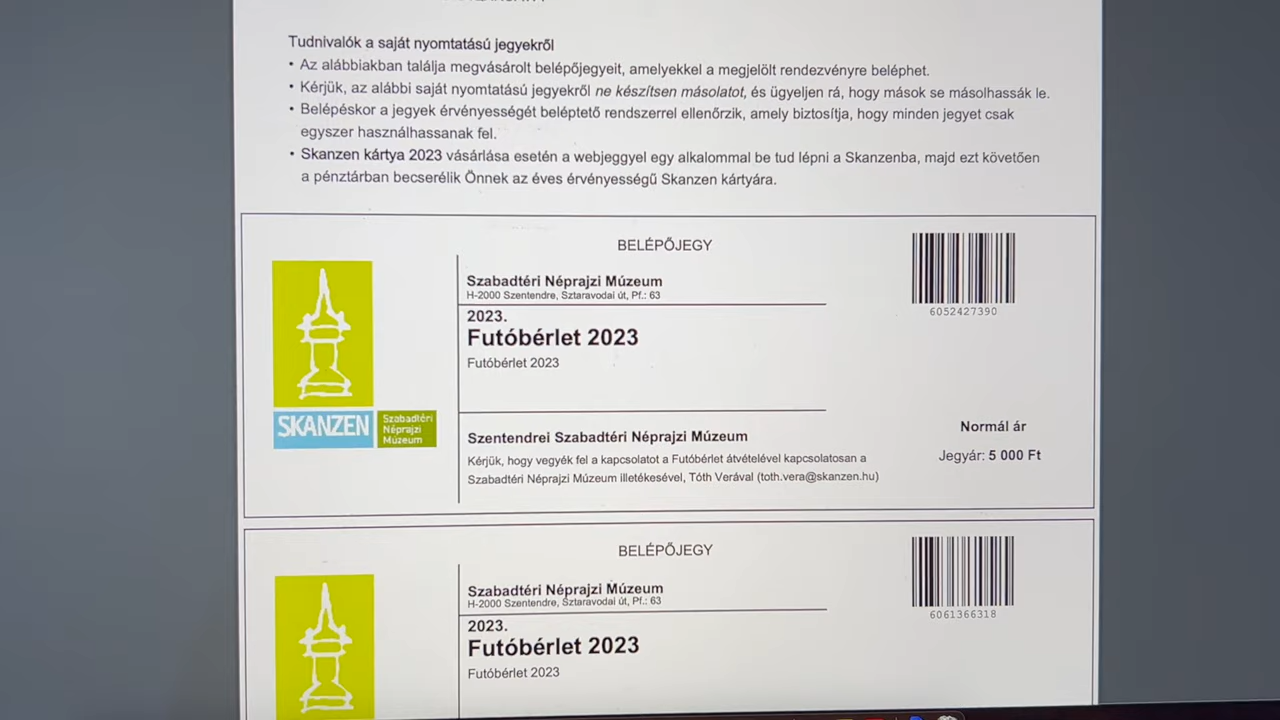 Tudnivalók a saját nyomtatású jegyekről
• Az alábbiakban találja megvásárolt belépőjegyeit, amelyekkel a megjelölt rendezvényre beléphet.
• Kérjük, az alábbi saját nyomtatású jegyekről ne készítsen másolatot, és ügyeljen rá, hogy mások se másolhassák le.
• Belépéskor a jegyek érvényességét beléptető rendszerrel ellenőrzik, amely biztosítja, hogy minden jegyet csak
egyszer használhassanak fel.
• Skanzen kártya 2023 vásárlása esetén a webjeggyel egy alkalommal be tud lépni a Skanzenba, majd ezt követően
a pénztárban becserélik Önnek az éves érvényességű Skanzen kártyára.
BELÉPŐJEGY
Szabadtéri Néprajzi Múzeum
H-2000 Szentendre, Sztaravodai út, Pf.: 63
6052427390
2023.
Futóbérlet 2023
Futóbérlet 2023
SKANZEN
Szabadtéri
Néprajzi
Múzeum
Szentendrei Szabadtéri Néprajzi Múzeum
Kérjük, hogy vegyék fel a kapcsolatot a Futóbérlet átvételével kapcsolatosan a
Szabadtéri Néprajzi Múzeum illetékesével, Tóth Verával (toth.vera@skanzen.hu)
Normál ár
Jegyár: 5 000 Ft
BELÉPŐJEGY
Szabadtéri Néprajzi Múzeum
H-2000 Szentendre, Sztaravodai út, Pf.: 63
6061366318
2023.
Futóbérlet 2023
Futóbérlet 2023